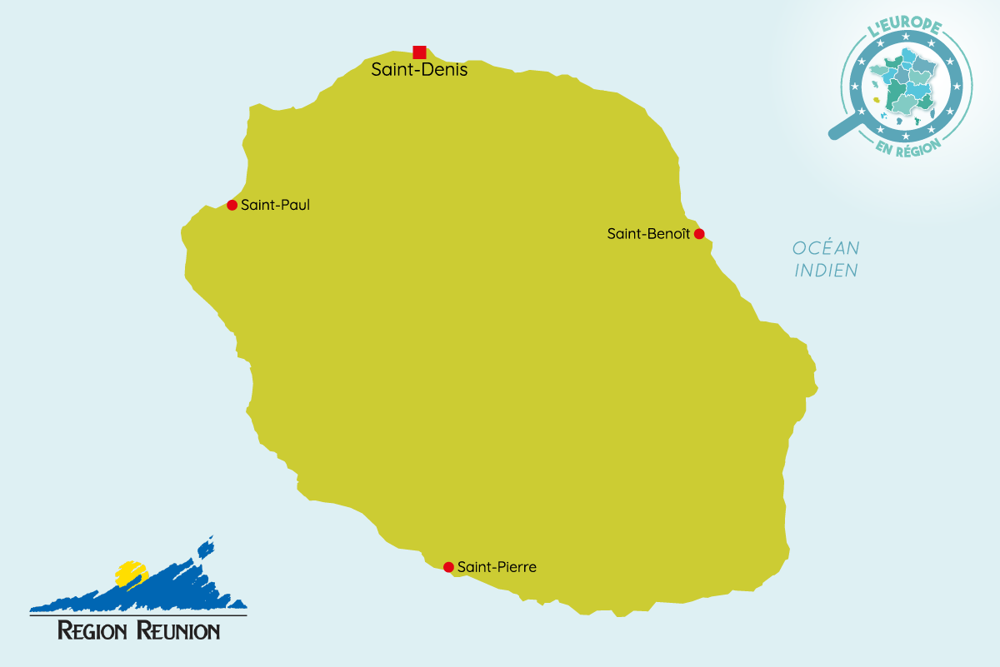 L'EUROPE
EN RÉGION
Saint-Denis
Saint-Paul
Saint-Benoît
OCÉAN
INDIEN
Saint-Pierre
REGION REUNION